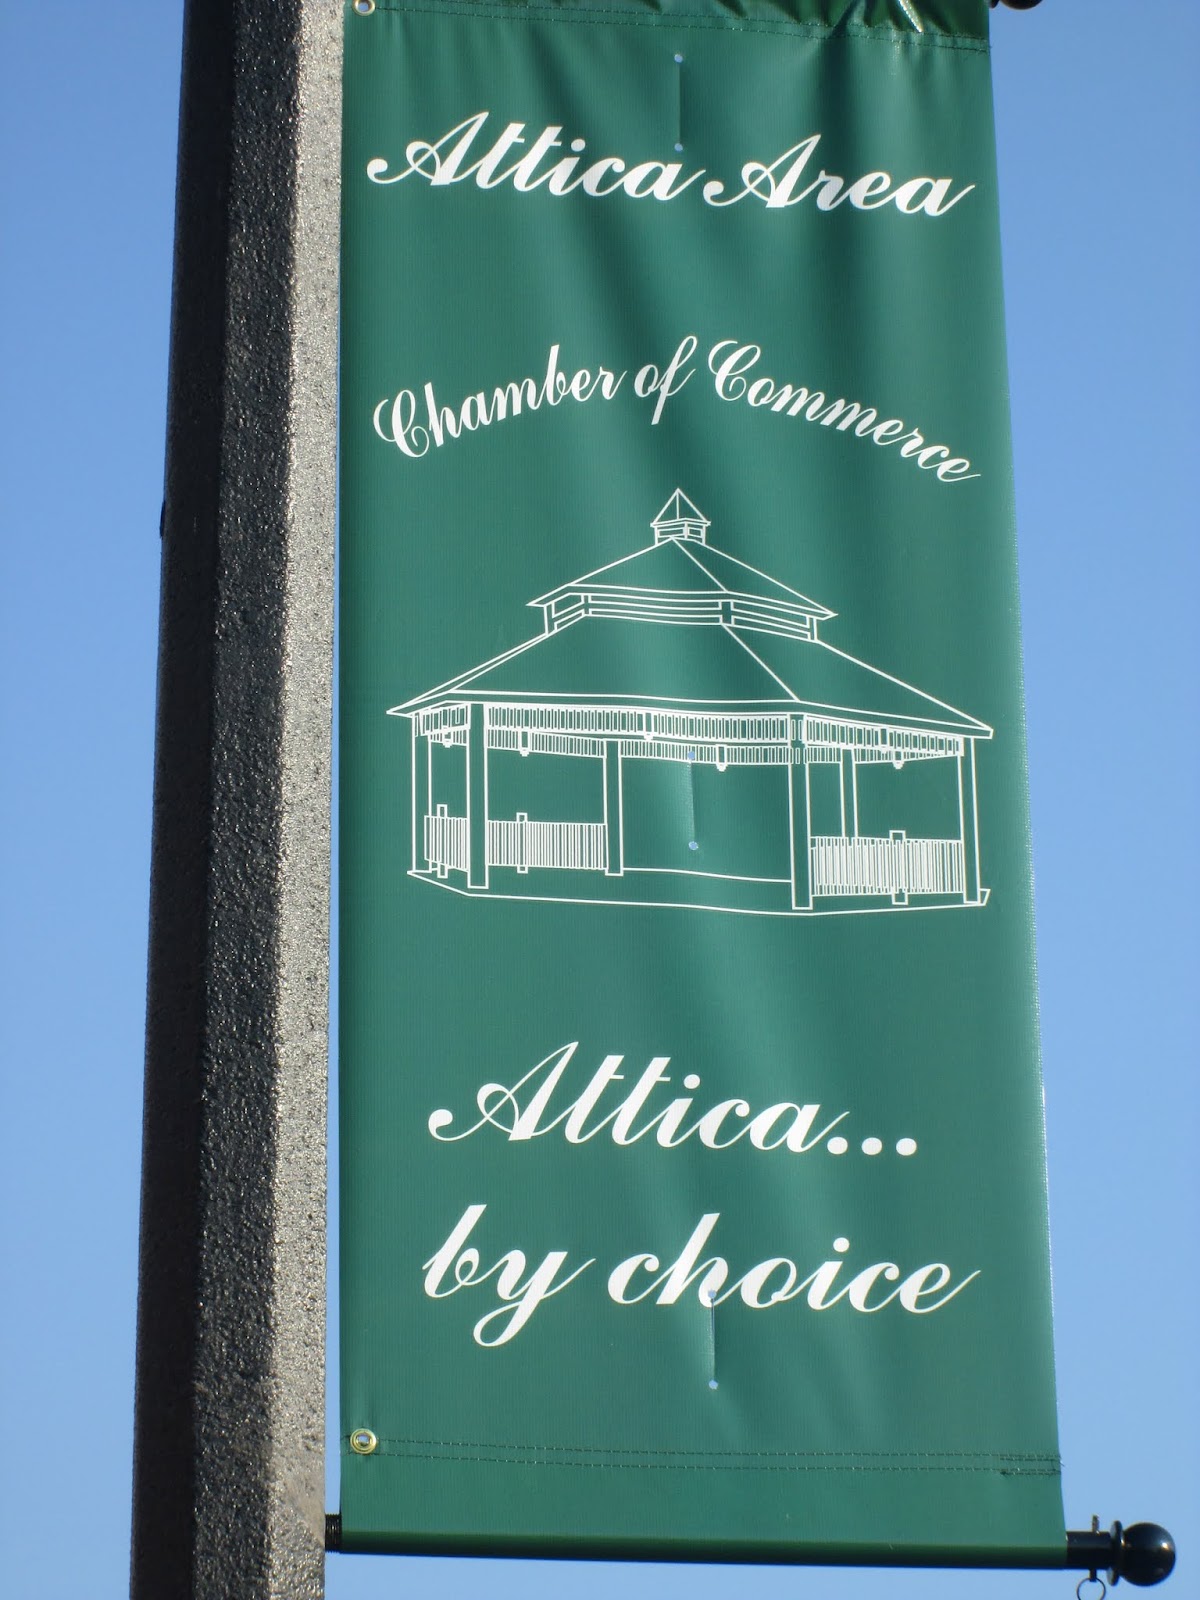 Attica Area
Chamber of Commerce
Attica...
by choice